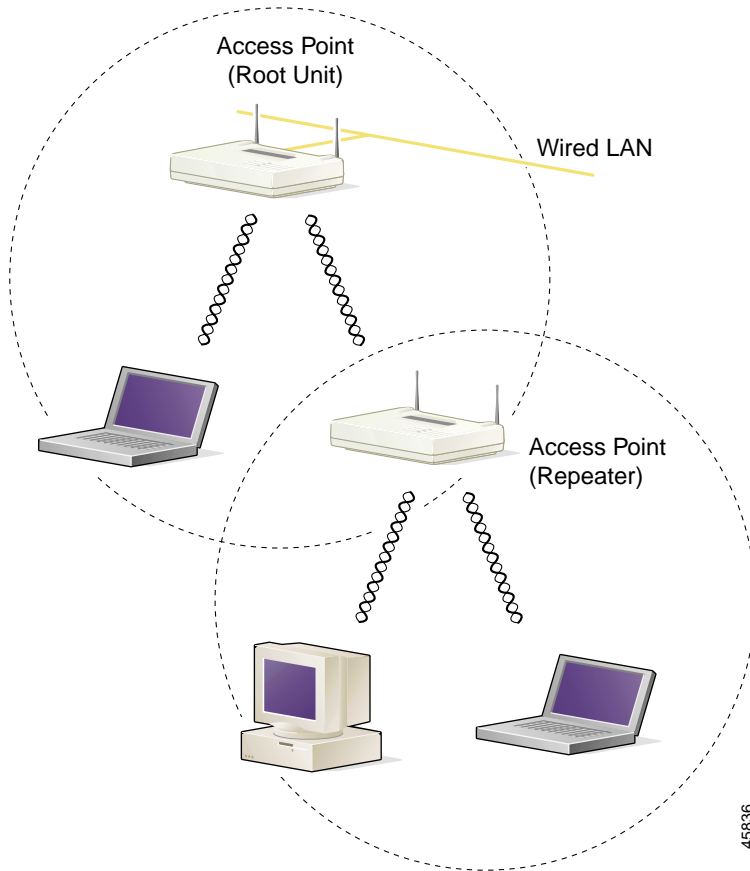 Access Point
(Root Unit)
Wired LAN
Access Point
(Repeater)
45836